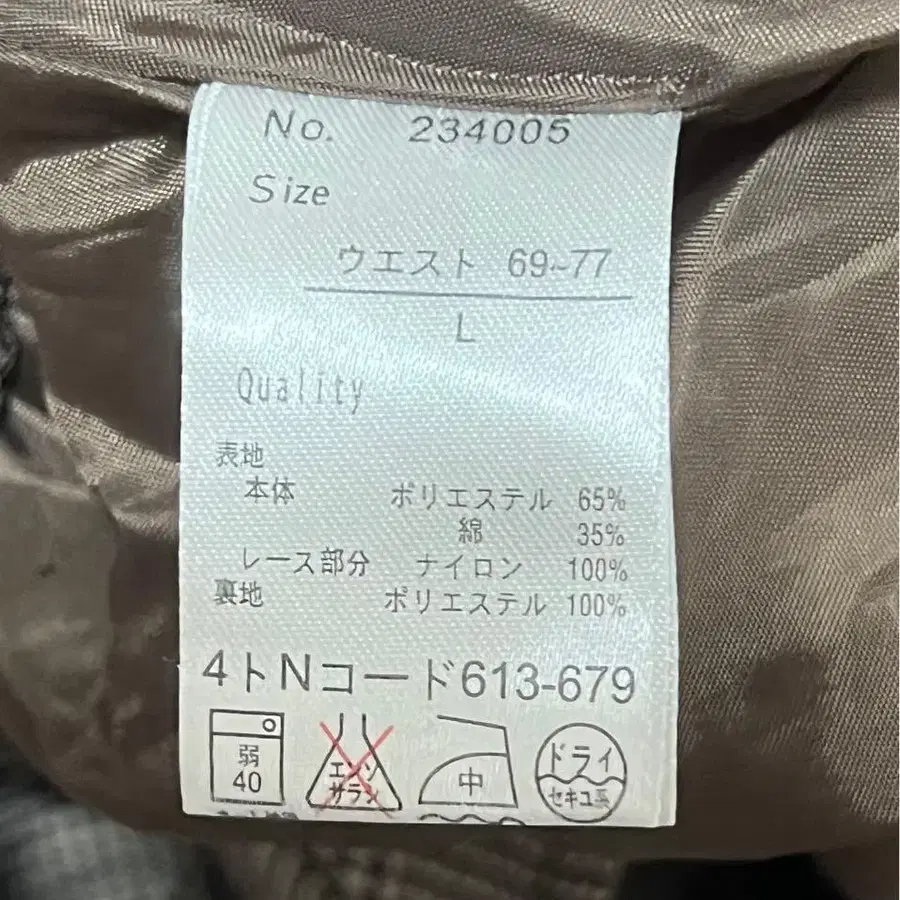 No. 234005
Size
ウエスト 69~77
L
Quality
表地
本体 ポリエステル 65%
綿 35%
レース部分 ナイロン 100%
裏地 ポリエステル 100%
4トNコード613-679
弱
40
エンソ
サラシ
中
ドライ
セキユ系